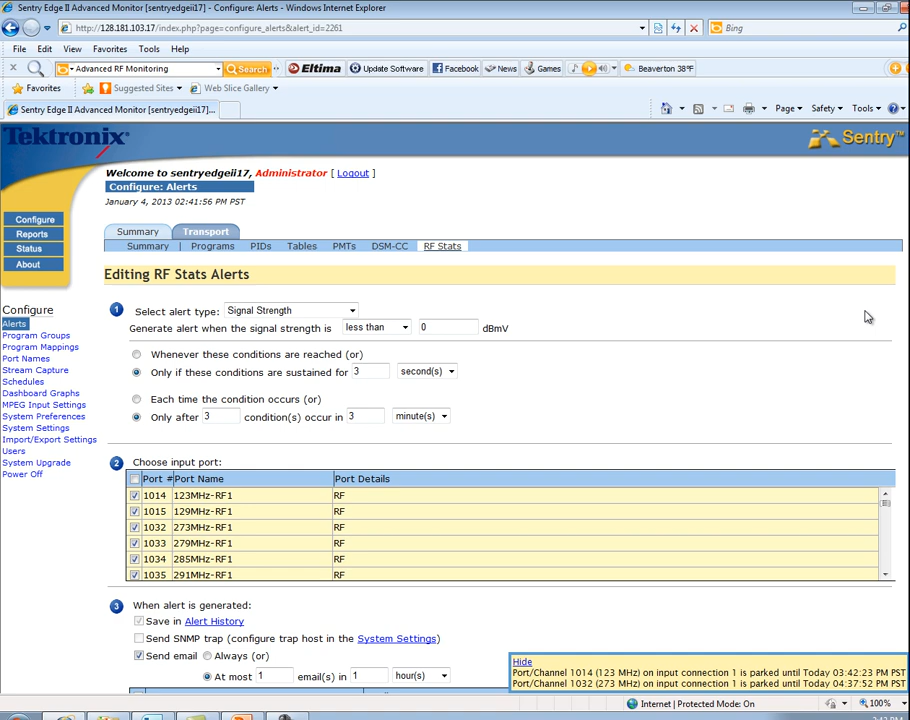 Sentry Edge II Advanced Monitor [sentryedgeii17] - Configure: Alerts - Windows Internet Explorer
http://128.181.103.17/index.php?page=configure_alerts&alert_id=2261
Bing
File Edit View Favorites Tools Help
Advanced RF Monitoring Search Eltima Update Software Facebook News Games Beaverton 38°F
Favorites Suggested Sites Web Slice Gallery
Sentry Edge II Advanced Monitor [sentryedgeii17]...
Page Safety Tools
Tektronix
Sentry™
Welcome to sentryedgeii17, Administrator [ Logout ]
Configure: Alerts
January 4, 2013 02:41:56 PM PST
Configure
Reports
Status
About
Summary Transport
Summary Programs PIDs Tables PMTs DSM-CC RF Stats
Editing RF Stats Alerts
Configure
Alerts
Program Groups
Program Mappings
Port Names
Stream Capture
Schedules
Dashboard Graphs
MPEG Input Settings
System Preferences
System Settings
Import/Export Settings
Users
System Upgrade
Power Off
1 Select alert type: Signal Strength
Generate alert when the signal strength is less than 0 dBmV
Whenever these conditions are reached (or)
Only if these conditions are sustained for 3 second(s)
Each time the condition occurs (or)
Only after 3 condition(s) occur in 3 minute(s)
2 Choose input port:
Port # Port Name Port Details
1014 123MHz-RF1 RF
1015 129MHz-RF1 RF
1032 273MHz-RF1 RF
1033 279MHz-RF1 RF
1034 285MHz-RF1 RF
1035 291MHz-RF1 RF
3 When alert is generated:
Save in Alert History
Send SNMP trap (configure trap host in the System Settings)
Send email Always (or)
At most 1 email(s) in 1 hour(s)
Hide
Port/Channel 1014 (123 MHz) on input connection 1 is parked until Today 03:42:23 PM PST
Port/Channel 1032 (273 MHz) on input connection 1 is parked until Today 04:37:52 PM PST
Internet | Protected Mode: On 100%